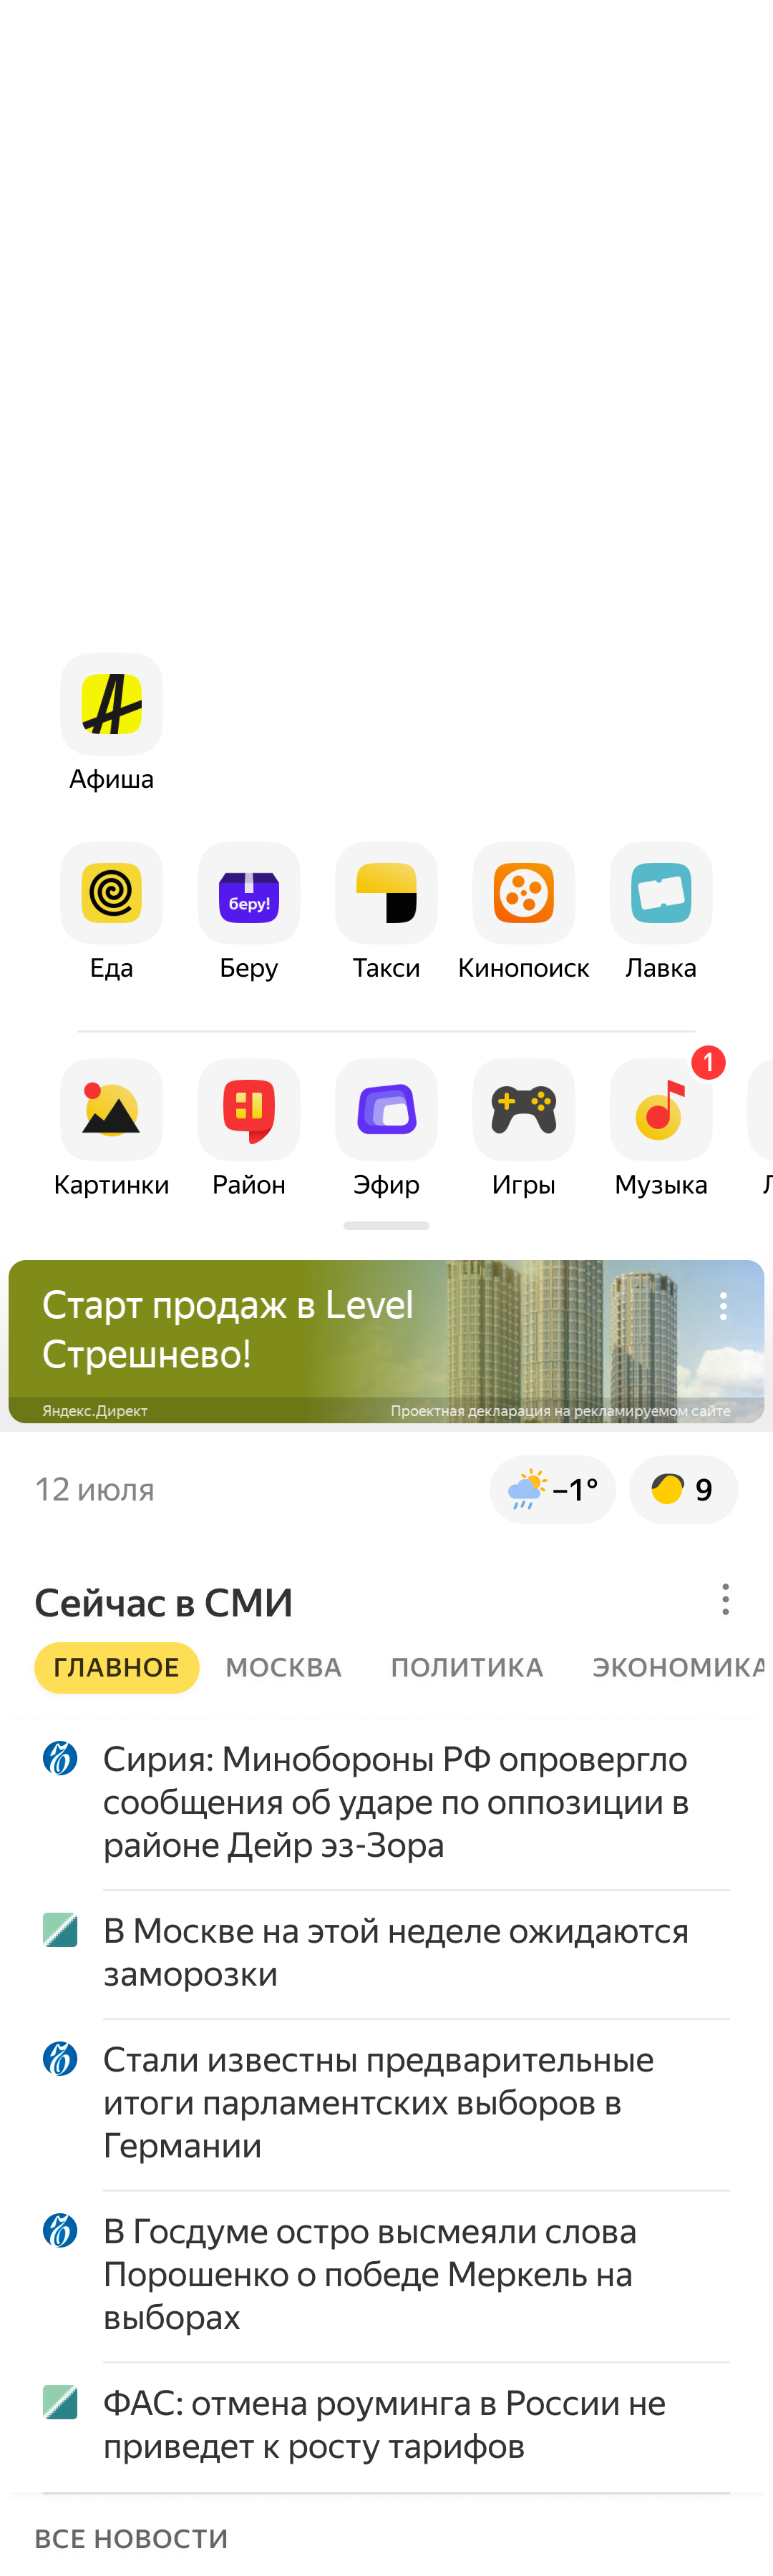 Афиша
беру!
Еда
Беру
Такси
Кинопоиск
Лавка
1
Картинки
Район
Эфир
Игры
Музыка
Старт продаж в Level
Стрешнево!
Яндекс.Директ
Проектная декларация на рекламируемом сайте
12 июля
–1°
9
Сейчас в СМИ
ГЛАВНОЕ
МОСКВА
ПОЛИТИКА
ЭКОНОМИКА
Сирия: Минобороны РФ опровергло
сообщения об ударе по оппозиции в
районе Дейр эз-Зора
В Москве на этой неделе ожидаются
заморозки
Стали известны предварительные
итоги парламентских выборов в
Германии
В Госдуме остро высмеяли слова
Порошенко о победе Меркель на
выборах
ФАС: отмена роуминга в России не
приведет к росту тарифов
ВСЕ НОВОСТИ